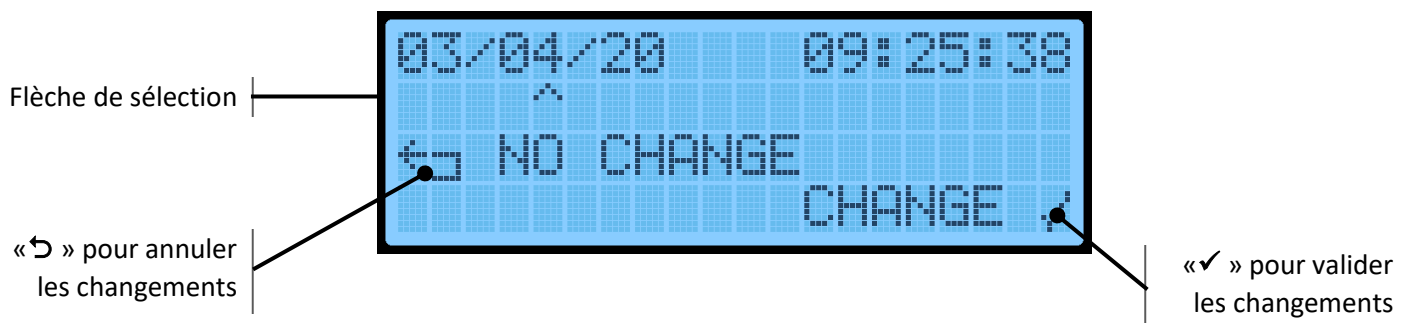 03/04/20 09:25:38
Flèche de sélection
^
NO CHANGE
CHANGE ✓
«⮌ » pour annuler
les changements
«✓ » pour valider
les changements